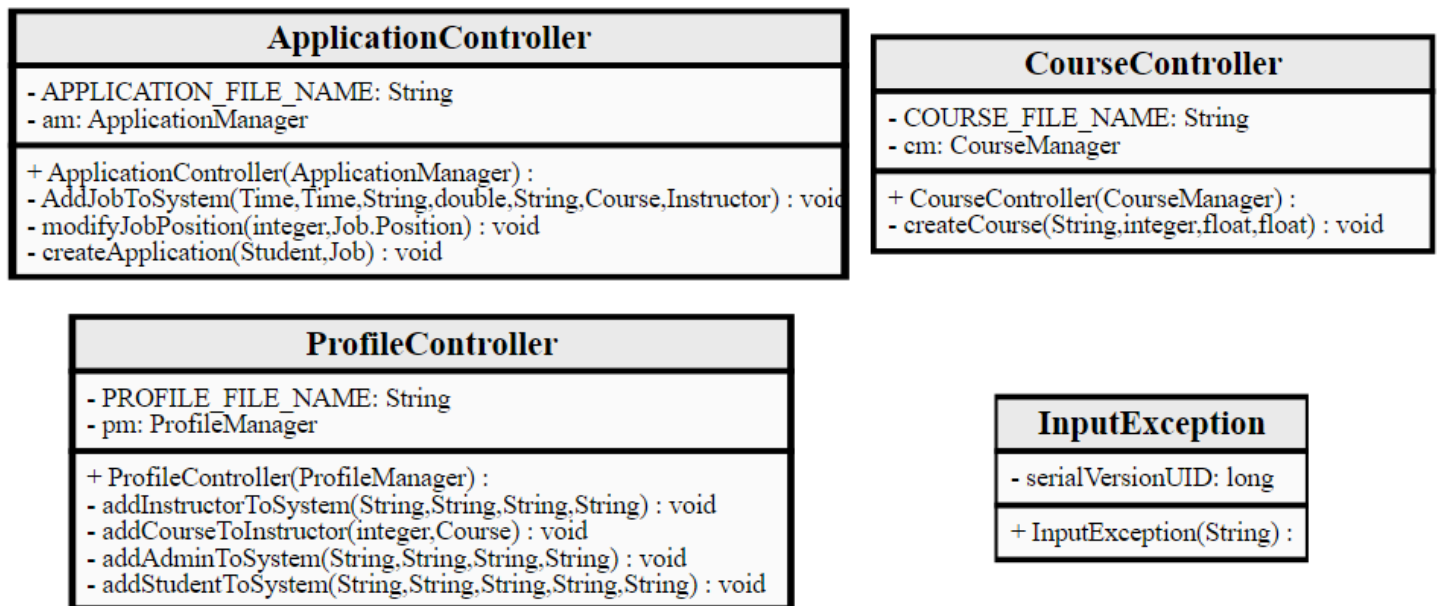 ApplicationController
- APPLICATION_FILE_NAME: String
- am: ApplicationManager
+ ApplicationController(ApplicationManager) :
- AddJobToSystem(Time,Time,String,double,String,Course,Instructor) : void
- modifyJobPosition(integer,Job.Position) : void
- createApplication(Student,Job) : void
CourseController
- COURSE_FILE_NAME: String
- cm: CourseManager
+ CourseController(CourseManager) :
- createCourse(String,integer,float,float) : void
ProfileController
- PROFILE_FILE_NAME: String
- pm: ProfileManager
+ ProfileController(ProfileManager) :
- addInstructorToSystem(String,String,String,String) : void
- addCourseToInstructor(integer,Course) : void
- addAdminToSystem(String,String,String,String) : void
- addStudentToSystem(String,String,String,String,String) : void
InputException
- serialVersionUID: long
+ InputException(String) :